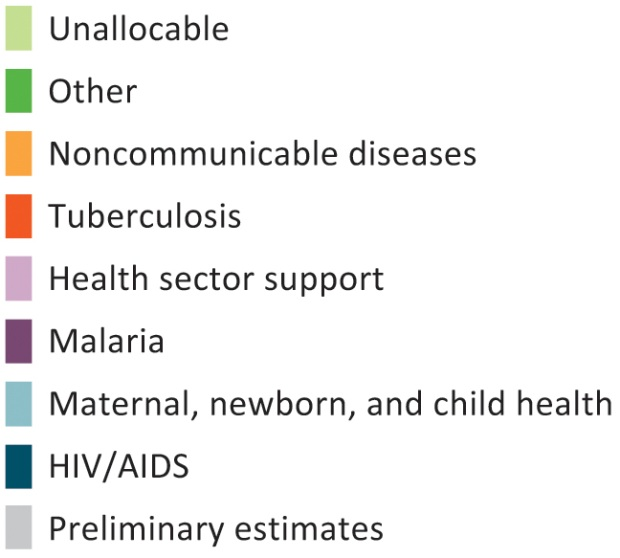 Unallocable
Other
Noncommunicable diseases
Tuberculosis
Health sector support
Malaria
Maternal, newborn, and child health
HIV/AIDS
Preliminary estimates